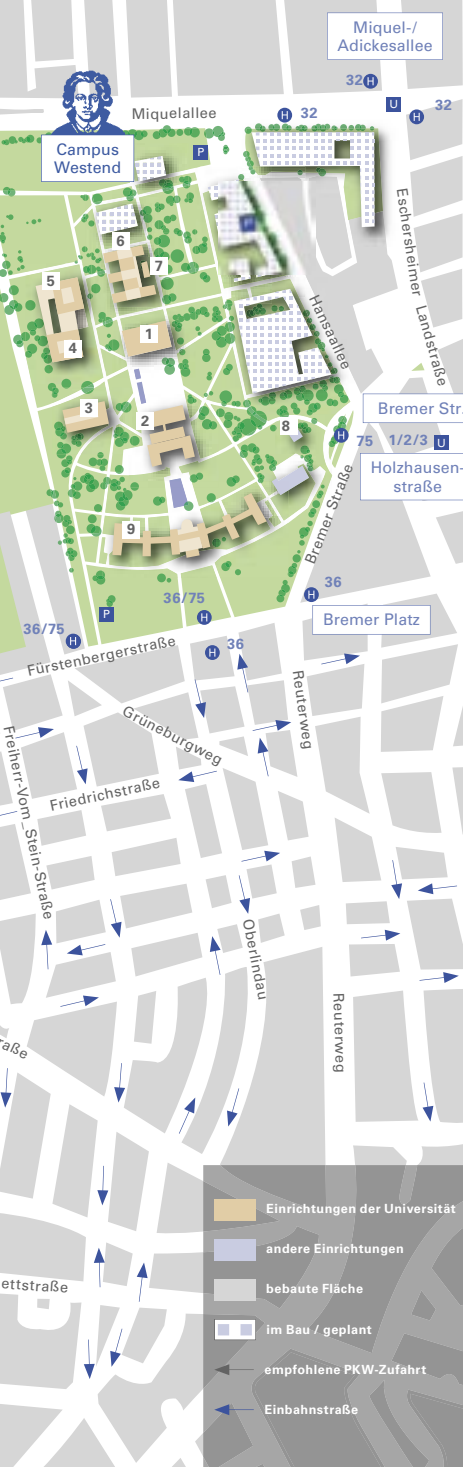 Miquel-/
Adickesallee
32 H
U
H 32
H 32
Miquelallee
P
Campus
Westend
P
6
7
5
4
1
3
2
8
9
Eschersheimer Landstraße
Hansaallee
Bremer Str.
H 75 1/2/3 U
Holzhausen-
straße
Bremer Straße
36
H
Bremer Platz
36/75
H
P
36/75
H
H 36
Fürstenbergerstraße
Reuterweg
Grüneburgweg
Freiherr-Vom_Stein-Straße
Friedrichstraße
Oberlindau
Reuterweg
raße
ettstraße
Einrichtungen der Universität
andere Einrichtungen
bebaute Fläche
im Bau / geplant
empfohlene PKW-Zufahrt
Einbahnstraße